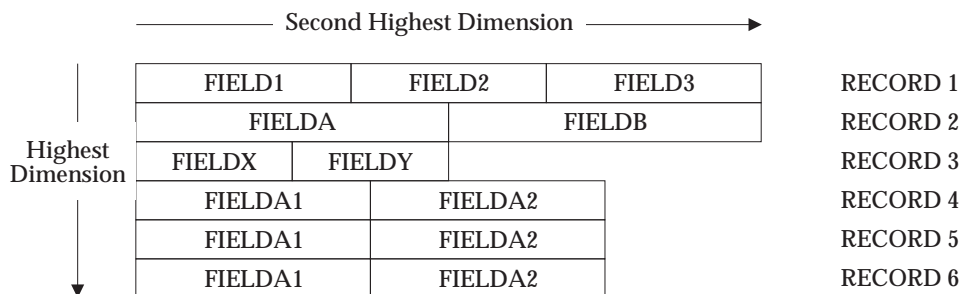 Second Highest Dimension
FIELD1 FIELD2 FIELD3 RECORD 1
FIELDA FIELDB RECORD 2
Highest
Dimension
FIELDX FIELDY RECORD 3
FIELDA1 FIELDA2 RECORD 4
FIELDA1 FIELDA2 RECORD 5
FIELDA1 FIELDA2 RECORD 6